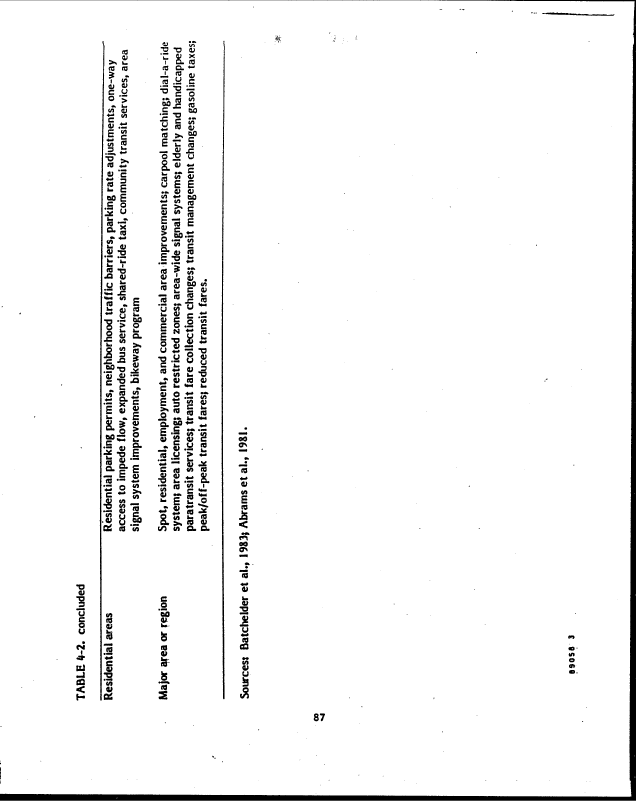 TABLE 4-2. concluded
Residential areas
Residential parking permits, neighborhood traffic barriers, parking rate adjustments, one-way
access to impede flow, expanded bus service, shared-ride taxi, community transit services, area
signal system improvements, bikeway program
Major area or region
Spot, residential, employment, and commercial area improvements; carpool matching; dial-a-ride
system; area licensing; auto restricted zones; area-wide signal systems; elderly and handicapped
paratransit services; transit fare collection changes; transit management changes; gasoline taxes;
peak/off-peak transit fares; reduced transit fares.
Sources: Batchelder et al., 1983; Abrams et al., 1981.
87
89058 3